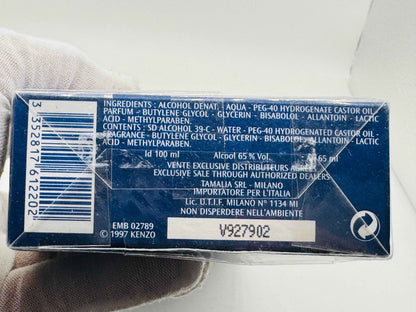 INGREDIENTS : ALCOHOL DENAT. - AQUA - PEG-40 HYDROGENATE CASTOR OIL -
PARFUM - BUTYLENE GLYCOL - GLYCERIN - BISABOLOL - ALLANTOIN - LACTIC
ACID - METHYLPARABEN.
CONTENTS : SD ALCOHOL 39-C - WATER - PEG-40 HYDROGENATED CASTOR OIL -
FRAGRANCE - BUTYLENE GLYCOL - GLYCERIN - BISABOLOL - ALLANTOIN - LACTIC
ACID - METHYLPARABEN.
id 100 ml Alcool 65 % Vol. 65 ml
VENTE EXCLUSIVE DISTRIBUTEURS AGRÉÉS
EXCLUSIVE SALE THROUGH AUTHORIZED DEALERS
TAMALIA SRL - MILANO
IMPORTATORE PER L'ITALIA
Lic. U.T.I.F. MILANO N° 1134 MI
NON DISPERDERE NELL'AMBIENTE
3 352817 612202
EMB 02789
© 1997 KENZO
V927902